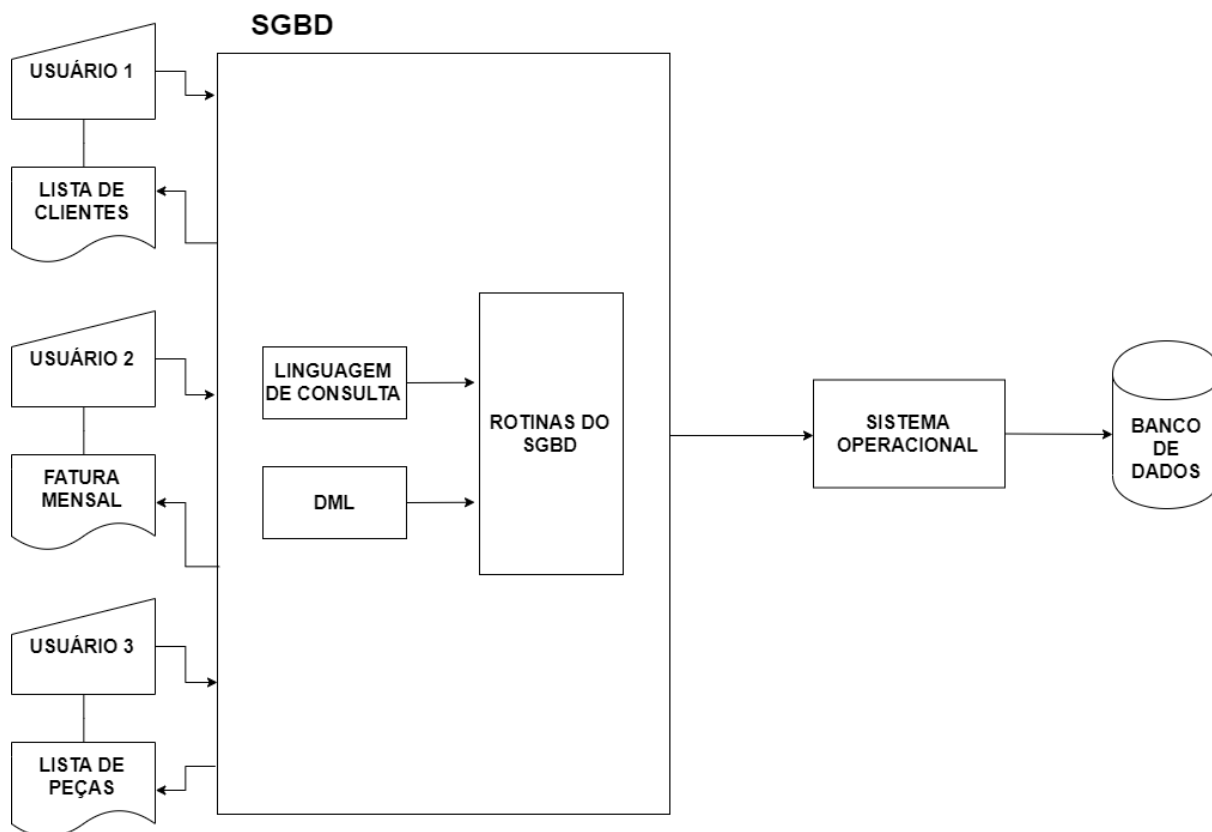 SGBD
USUÁRIO 1
LISTA DE
CLIENTES
USUÁRIO 2
FATURA
MENSAL
USUÁRIO 3
LISTA DE
PEÇAS
LINGUAGEM
DE CONSULTA
DML
ROTINAS DO
SGBD
SISTEMA
OPERACIONAL
BANCO
DE
DADOS